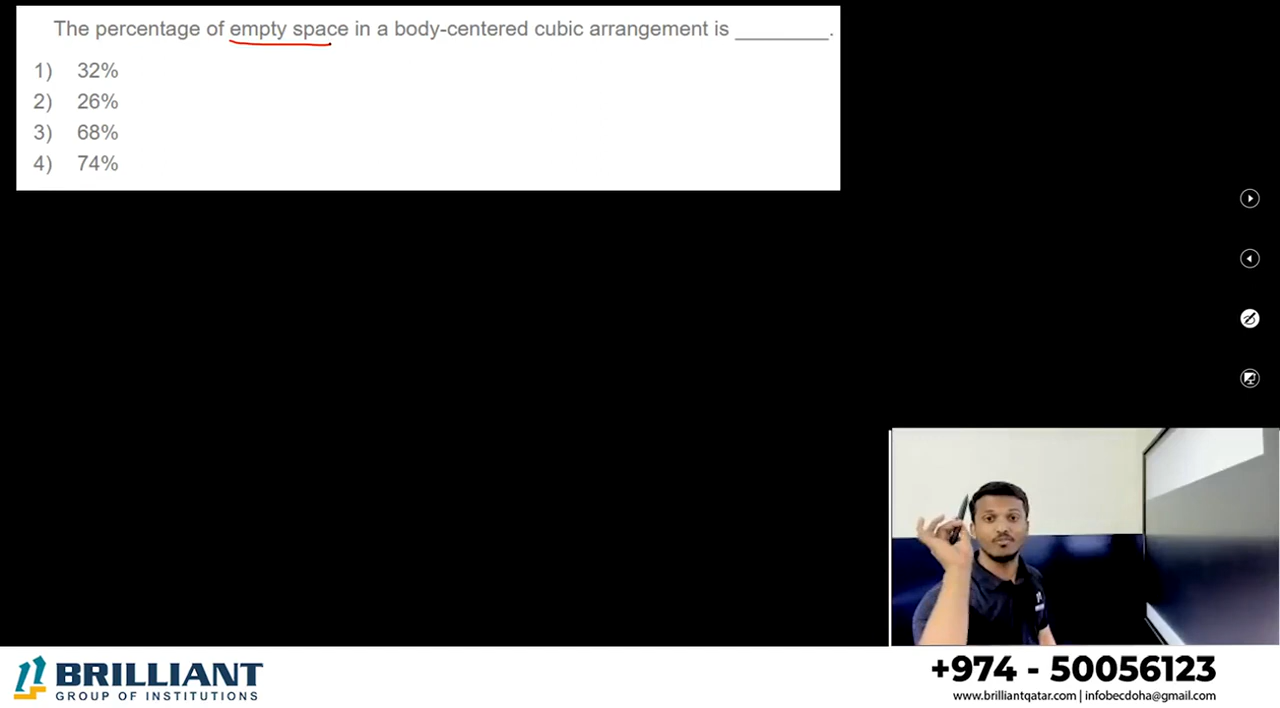 The percentage of empty space in a body-centered cubic arrangement is ________.
1) 32%
2) 26%
3) 68%
4) 74%
BRILLIANT
GROUP OF INSTITUTIONS
+974 - 50056123
www.brilliantqatar.com | infobecdoha@gmail.com